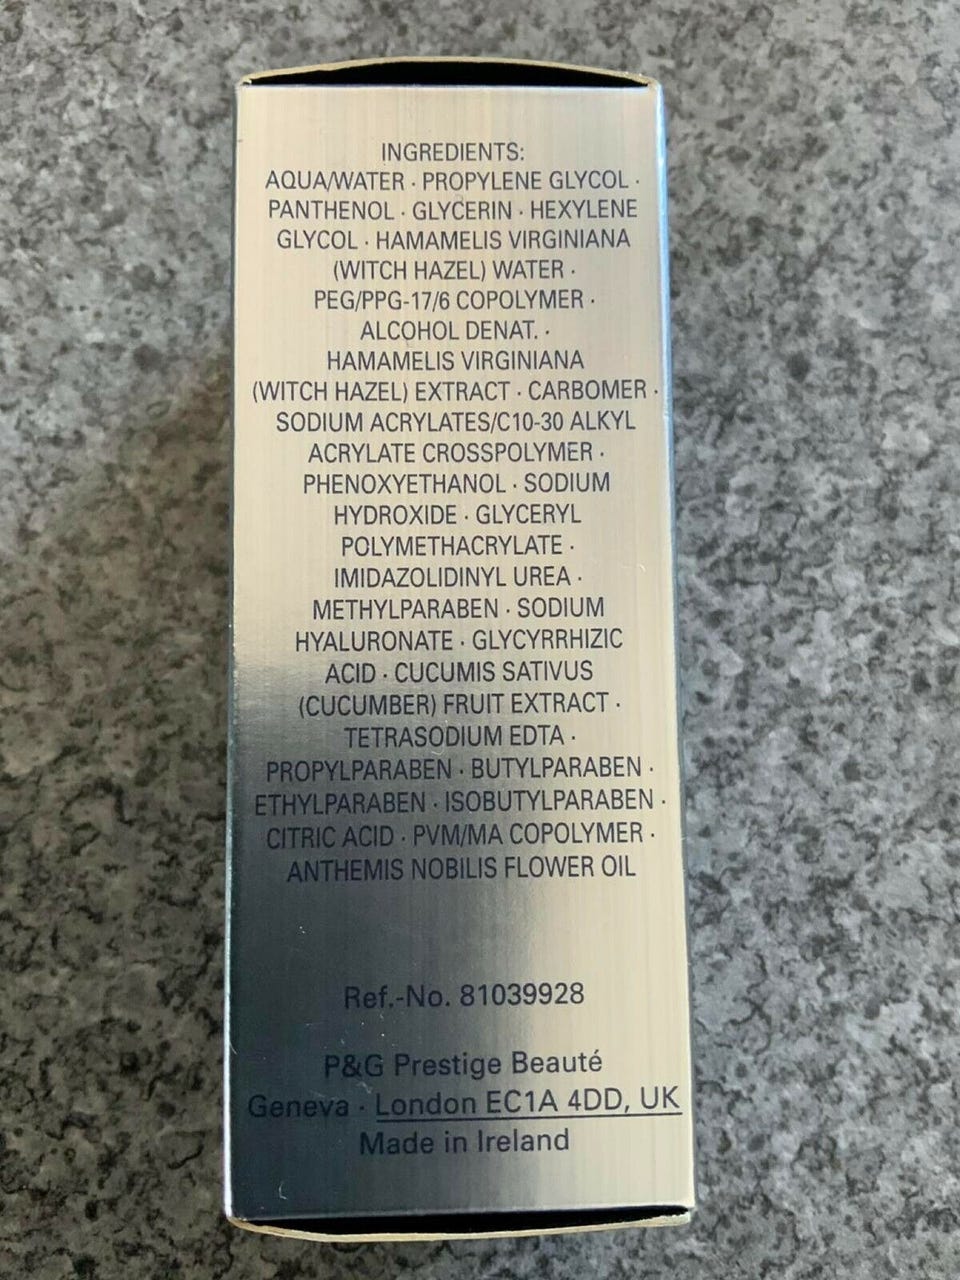 INGREDIENTS:
AQUA/WATER · PROPYLENE GLYCOL ·
PANTHENOL · GLYCERIN · HEXYLENE
GLYCOL · HAMAMELIS VIRGINIANA
(WITCH HAZEL) WATER ·
PEG/PPG-17/6 COPOLYMER ·
ALCOHOL DENAT. ·
HAMAMELIS VIRGINIANA
(WITCH HAZEL) EXTRACT · CARBOMER ·
SODIUM ACRYLATES/C10-30 ALKYL
ACRYLATE CROSSPOLYMER ·
PHENOXYETHANOL · SODIUM
HYDROXIDE · GLYCERYL
POLYMETHACRYLATE ·
IMIDAZOLIDINYL UREA ·
METHYLPARABEN · SODIUM
HYALURONATE · GLYCYRRHIZIC
ACID · CUCUMIS SATIVUS
(CUCUMBER) FRUIT EXTRACT ·
TETRASODIUM EDTA ·
PROPYLPARABEN · BUTYLPARABEN ·
ETHYLPARABEN · ISOBUTYLPARABEN ·
CITRIC ACID · PVM/MA COPOLYMER ·
ANTHEMIS NOBILIS FLOWER OIL
Ref.-No. 81039928
P&G Prestige Beauté
Geneva · London EC1A 4DD, UK
Made in Ireland